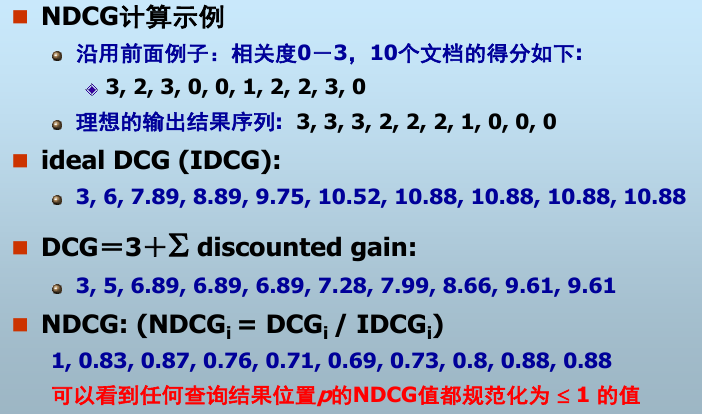 NDCG计算示例
沿用前面例子：相关度0－3，10个文档的得分如下:
3, 2, 3, 0, 0, 1, 2, 2, 3, 0
理想的输出结果序列: 3, 3, 3, 2, 2, 2, 1, 0, 0, 0
ideal DCG (IDCG):
3, 6, 7.89, 8.89, 9.75, 10.52, 10.88, 10.88, 10.88, 10.88
DCG＝3＋∑ discounted gain:
3, 5, 6.89, 6.89, 6.89, 7.28, 7.99, 8.66, 9.61, 9.61
NDCG: (NDCGi = DCGi / IDCGi)
1, 0.83, 0.87, 0.76, 0.71, 0.69, 0.73, 0.8, 0.88, 0.88
可以看到任何查询结果位置p的NDCG值都规范化为 ≤ 1 的值